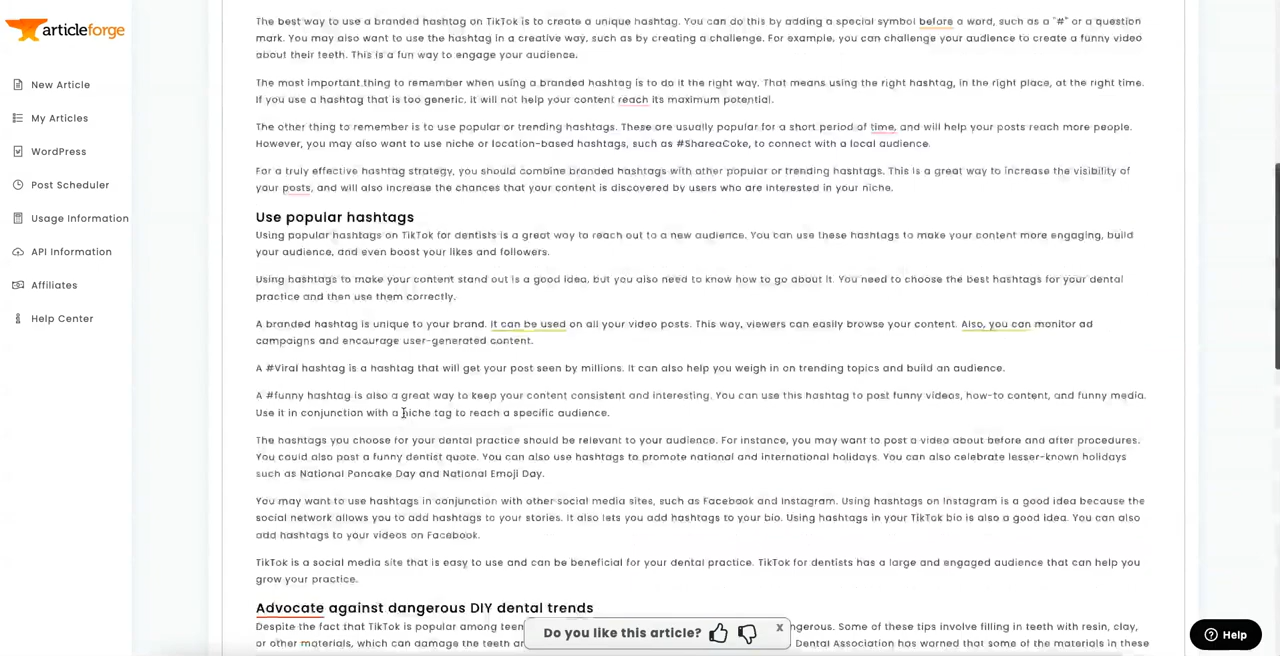 articleforge
New Article
My Articles
WordPress
Post Scheduler
Usage Information
API Information
Affiliates
Help Center
The best way to use a branded hashtag on TikTok is to create a unique hashtag. You can do this by adding a special symbol before a word, such as a "#" or a question
mark. You may also want to use the hashtag in a creative way, such as by creating a challenge. For example, you can challenge your audience to create a funny video
about their teeth. This is a fun way to engage your audience.
The most important thing to remember when using a branded hashtag is to do it the right way. That means using the right hashtag, in the right place, at the right time.
If you use a hashtag that is too generic, it will not help your content reach its maximum potential.
The other thing to remember is to use popular or trending hashtags. These are usually popular for a short period of time, and will help your posts reach more people.
However, you may also want to use niche or location-based hashtags, such as #ShareaCoke, to connect with a local audience.
For a truly effective hashtag strategy, you should combine branded hashtags with other popular or trending hashtags. This is a great way to increase the visibility of
your posts, and will also increase the chances that your content is discovered by users who are interested in your niche.
Use popular hashtags
Using popular hashtags on TikTok for dentists is a great way to reach out to a new audience. You can use these hashtags to make your content more engaging, build
your audience, and even boost your likes and followers.
Using hashtags to make your content stand out is a good idea, but you also need to know how to go about it. You need to choose the best hashtags for your dental
practice and then use them correctly.
A branded hashtag is unique to your brand. It can be used on all your video posts. This way, viewers can easily browse your content. Also, you can monitor ad
campaigns and encourage user-generated content.
A #Viral hashtag is a hashtag that will get your post seen by millions. It can also help you weigh in on trending topics and build an audience.
A #funny hashtag is also a great way to keep your content consistent and interesting. You can use this hashtag to post funny videos, how-to content, and funny media.
Use it in conjunction with a niche tag to reach a specific audience.
The hashtags you choose for your dental practice should be relevant to your audience. For instance, you may want to post a video about before and after procedures.
You could also post a funny dentist quote. You can also use hashtags to promote national and international holidays. You can also celebrate lesser-known holidays
such as National Pancake Day and National Emoji Day.
You may want to use hashtags in conjunction with other social media sites, such as Facebook and Instagram. Using hashtags on Instagram is a good idea because the
social network allows you to add hashtags to your stories. It also lets you add hashtags to your bio. Using hashtags in your TikTok bio is also a good idea. You can also
add hashtags to your videos on Facebook.
TikTok is a social media site that is easy to use and can be beneficial for your dental practice. TikTok for dentists has a large and engaged audience that can help you
grow your practice.
Advocate against dangerous DIY dental trends
Despite the fact that TikTok is popular among teen ngerous. Some of these tips involve filling in teeth with resin, clay,
or other materials, which can damage the teeth an Dental Association has warned that some of the materials in these
Do you like this article?
x
Help